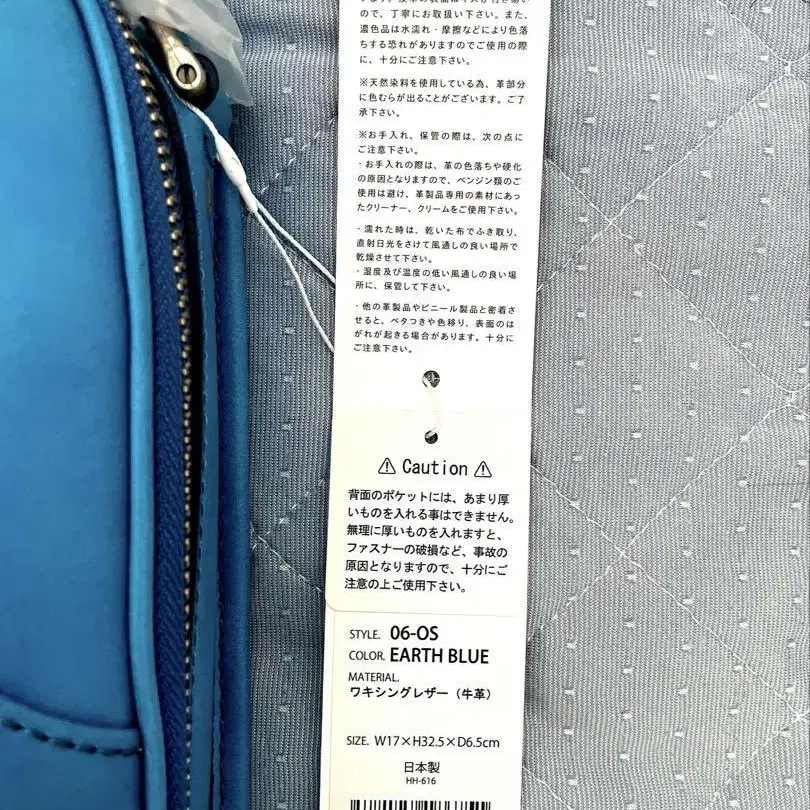 ので、丁寧にお取扱い下さい。また、
濃色品は水濡れ・摩擦などにより色落
ちする恐れがありますのでご使用の際
に、十分にご注意下さい。
※天然染料を使用している為、革部分
に色むらが出ることがございます。ご了
承下さい。
※お手入れ、保管の際は、次の点に
ご注意下さい。
・お手入れの際は、革の色落ちや硬化
の原因となりますので、ベンジン類のご
使用は避け、革製品専用の素材にあっ
たクリーナー、クリームをご使用下さい。
・濡れた時は、乾いた布でふき取り、
直射日光をさけて風通しの良い場所で
乾燥させて下さい。
・湿度及び温度の低い風通しの良い場
所に、保管して下さい。
・他の革製品やビニール製品と密着さ
せると、ベタつきや色移り、表面のは
がれが起きる場合があります。十分に
ご注意下さい。
⚠ Caution ⚠
背面のポケットには、あまり厚
いものを入れる事はできません。
無理に厚いものを入れますと、
ファスナーの破損など、事故の
原因となりますので、十分にご
注意の上ご使用下さい。
STYLE. 06-OS
COLOR. EARTH BLUE
MATERIAL.
ワキシングレザー（牛革）
SIZE. W17×H32.5×D6.5cm
日本製
HH-616